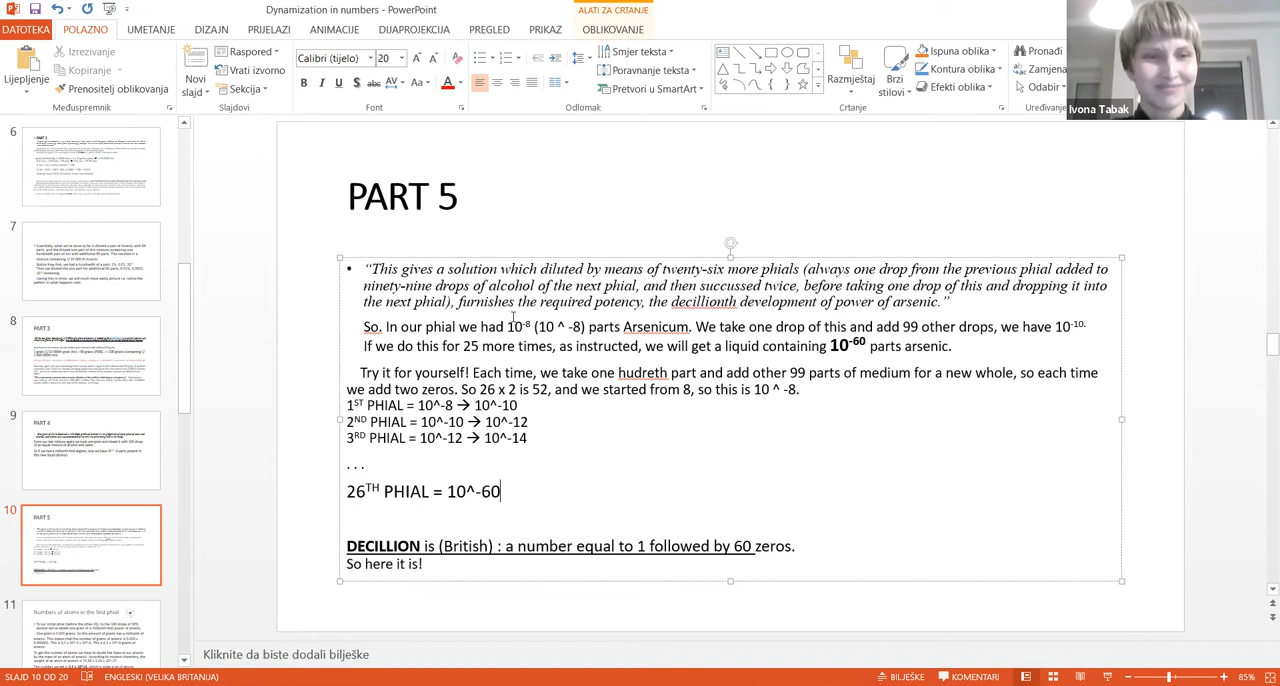 Dynamization in numbers - PowerPoint
ALATI ZA CRTANJE
DATOTEKA POLAZNO UMETANJE DIZAJN PRIJELAZI ANIMACIJE DIJAPROJEKCIJA PREGLED PRIKAZ OBLIKOVANJE
Lijepljenje
Izrezivanje
Kopiranje
Prenositelj oblikovanja
Međuspremnik
Novi slajd
Raspored
Vrati izvorno
Sekcija
Slajdovi
Calibri (tijelo) 20
Font
Smjer teksta
Poravnanje teksta
Pretvori u SmartArt
Odlomak
Razmještaj
Brzi stilovi
Ispuna oblika
Kontura oblika
Efekti oblika
Crtanje
Pronađi
Zamjena
Odabir
Uređivanje
Ivona Tabak
6
PART 2
7
8
PART 3
9
PART 4
10
PART 5
11
Numbers of atoms in the first phial
PART 5
• “This gives a solution which raised by means of twenty-six more phials (always one drop from the previous phial added to
ninety-nine drops of alcohol of the next phial, and then succussed twice, before taking one drop of this and dropping it into
the next phial), furnishes the required potency, the decillionth development of power of arsenic.”
So. In our phial we had 10-8 (10 ^ -8) parts Arsenicum. We take one drop of this and add 99 other drops, we have 10-10.
If we do this for 25 more times, as instructed, we will get a liquid containing 10-60 parts arsenic.
Try it for yourself! Each time, we take one hudreth part and add other 99 parts of medium for a new whole, so each time
we add two zeros. So 26 x 2 is 52, and we started from 8, so this is 10 ^ -8.
1ST PHIAL = 10^-8 → 10^-10
2ND PHIAL = 10^-10 → 10^-12
3RD PHIAL = 10^-12 → 10^-14
. . .
26TH PHIAL = 10^-60
DECILLION is (British) : a number equal to 1 followed by 60 zeros.
So here it is!
Kliknite da biste dodali bilješke
SLAJD 10 OD 20 ENGLESKI (VELIKA BRITANIJA) BILJEŠKE KOMENTARI 85%